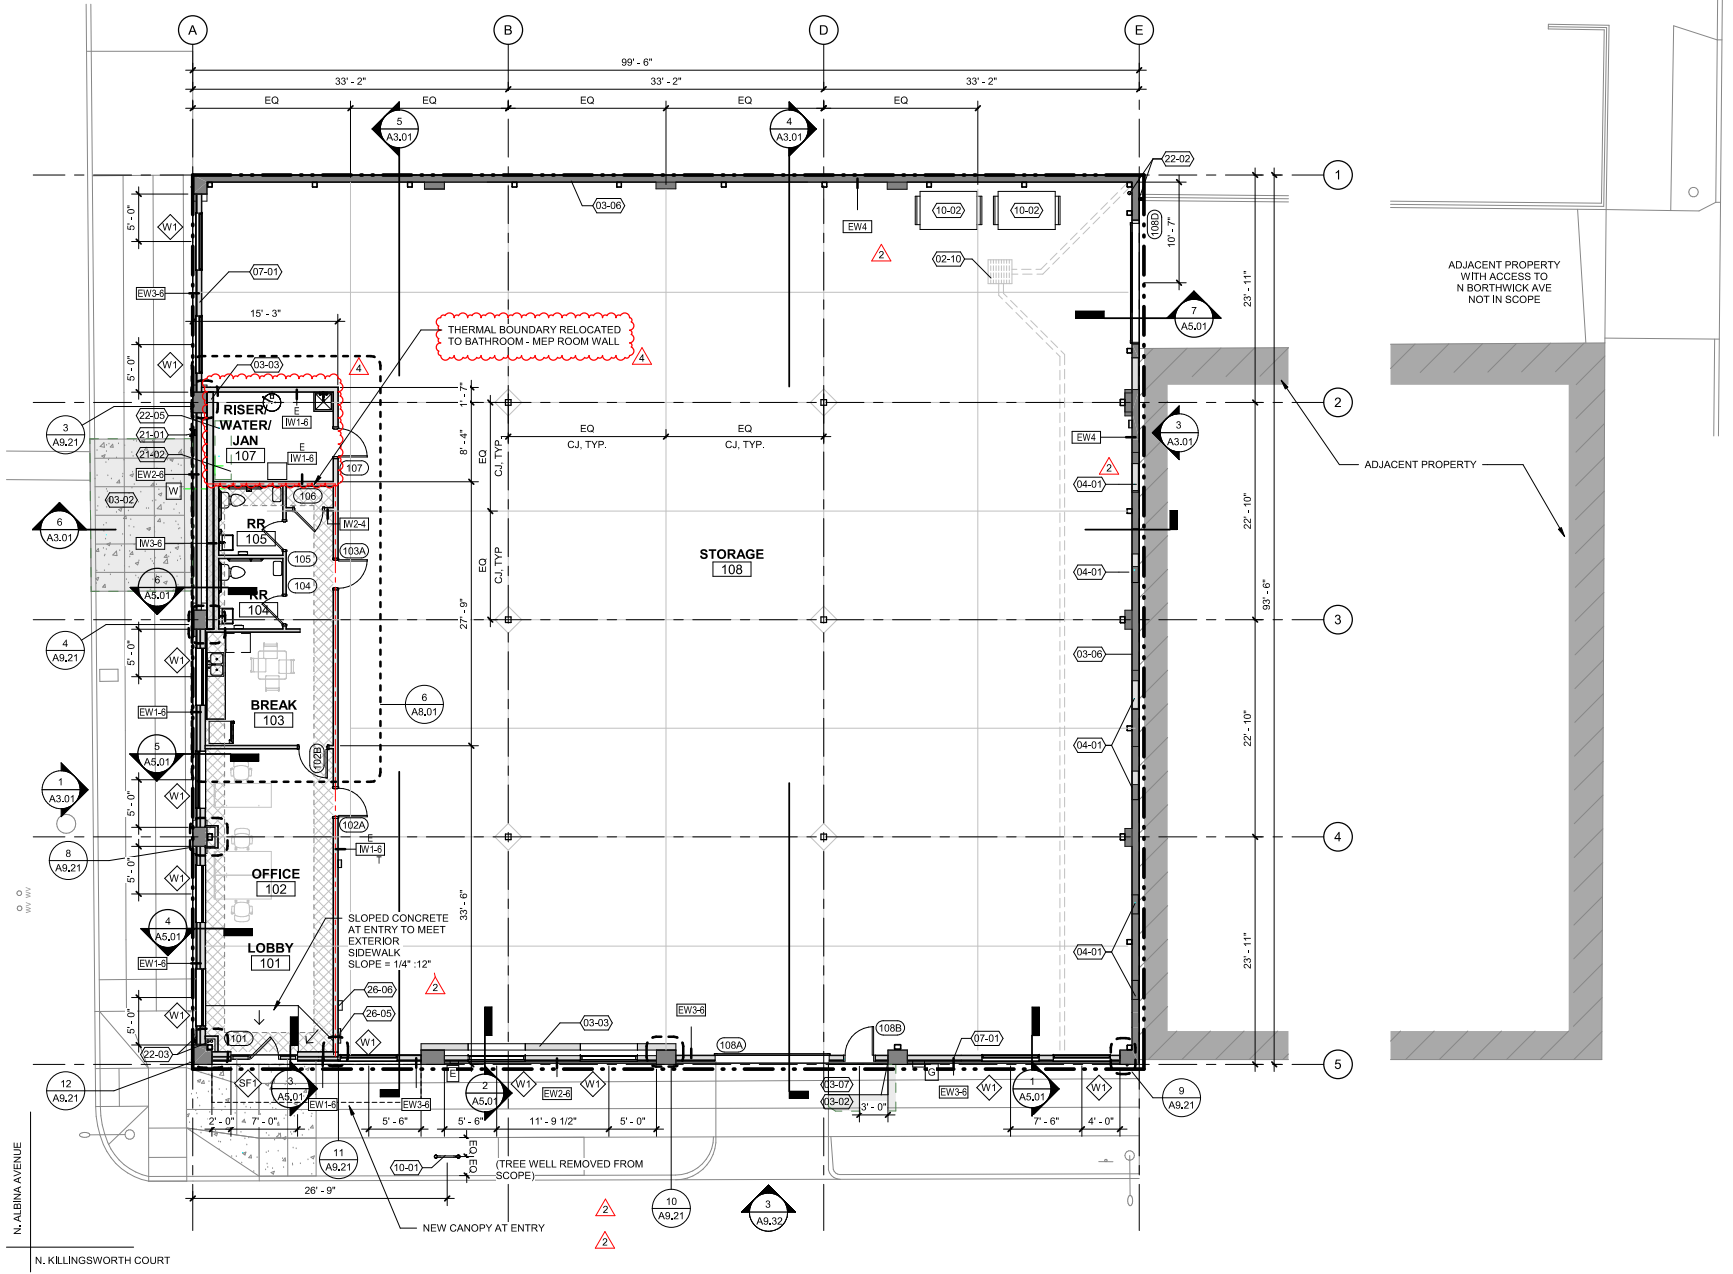 A
B
D
E
99' - 6"
33' - 2"
33' - 2"
33' - 2"
EQ
EQ
EQ
EQ
EQ
5
A3.01
4
A3.01
22-02
1
5' - 0"
W1
03-06
10-02
10-02
EW4
2
02-10
108D
10' - 7"
23' - 11"
ADJACENT PROPERTY
WITH ACCESS TO
N BORTHWICK AVE
NOT IN SCOPE
07-01
EW3-6
15' - 3"
7
A5.01
THERMAL BOUNDARY RELOCATED
TO BATHROOM - MEP ROOM WALL
4
4
5' - 0"
W1
03-03
1' - 7"
2
22-05
RISER/
WATER/
JAN
107
E
IW1-6
E
IW1-6
3
A9.21
21-01
21-02
EW2-6
8' - 4"
EQ
CJ, TYP.
EQ
CJ, TYP.
EQ
CJ, TYP.
EW4
3
A3.01
2
107
ADJACENT PROPERTY
04-01
W
03-02
106
6
A3.01
RR
105
IW2-4
IW3-6
103A
105
104
EQ
CJ, TYP
22' - 10"
STORAGE
108
04-01
93' - 6"
6
A5.01
RR
104
27' - 9"
3
4
A9.21
5' - 0"
W1
03-06
BREAK
103
6
A8.01
EW1-6
102B
5
A5.01
04-01
22' - 10"
1
A3.01
5' - 0"
W1
102A
4
E
IW1-6
8
A9.21
5' - 0"
W1
OFFICE
102
33' - 6"
SLOPED CONCRETE
AT ENTRY TO MEET
EXTERIOR
SIDEWALK
SLOPE = 1/4" :12"
4
A5.01
LOBBY
101
EW1-6
04-01
23' - 11"
WV
WV
2
26-06
5' - 0"
W1
26-05
101
22-03
W1
03-03
EW3-6
108A
108B
07-01
5
12
A9.21
SF1
3
A5.01
E
2
A5.01
W1
EW2-6
W1
03-07
03-02
G
EW3-6
W1
1
A5.01
W1
9
A9.21
EW1-6
EW3-6
2' - 0"
7' - 0"
5' - 6"
5' - 6"
11' - 9 1/2"
5' - 0"
3' - 0"
7' - 6"
4' - 0"
11
A9.21
10-01
EQ
EQ
(TREE WELL REMOVED FROM
SCOPE)
26' - 9"
10
A9.21
3
A9.32
2
NEW CANOPY AT ENTRY
2
N. ALBINA AVENUE
N. KILLINGSWORTH COURT